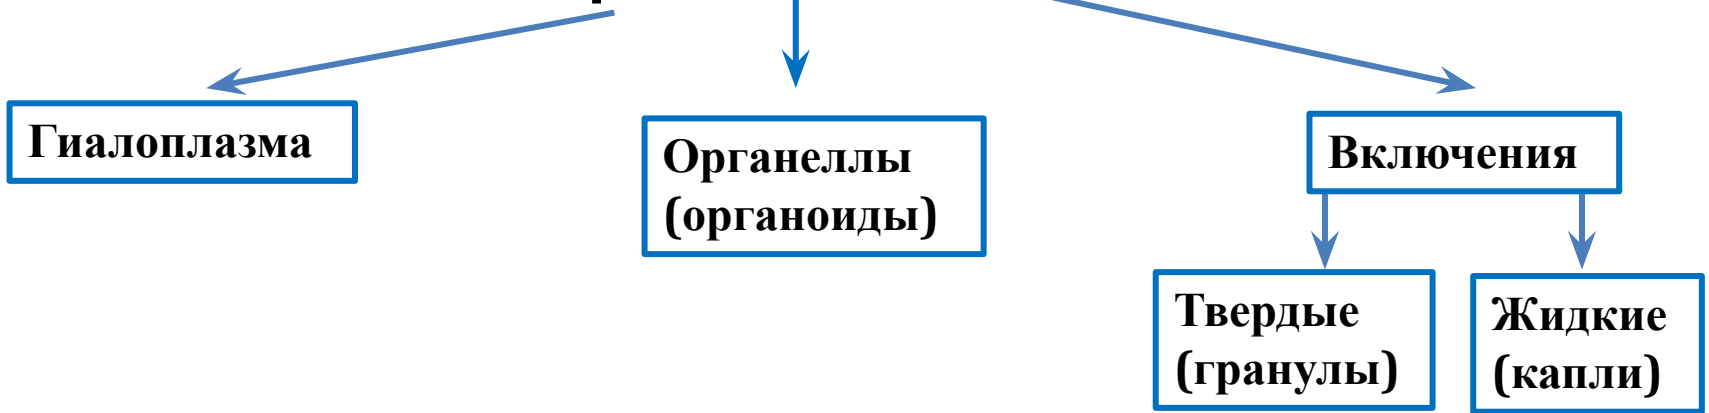 Гиалоплазма
Органеллы
(органоиды)
Включения
Твердые
(гранулы)
Жидкие
(капли)